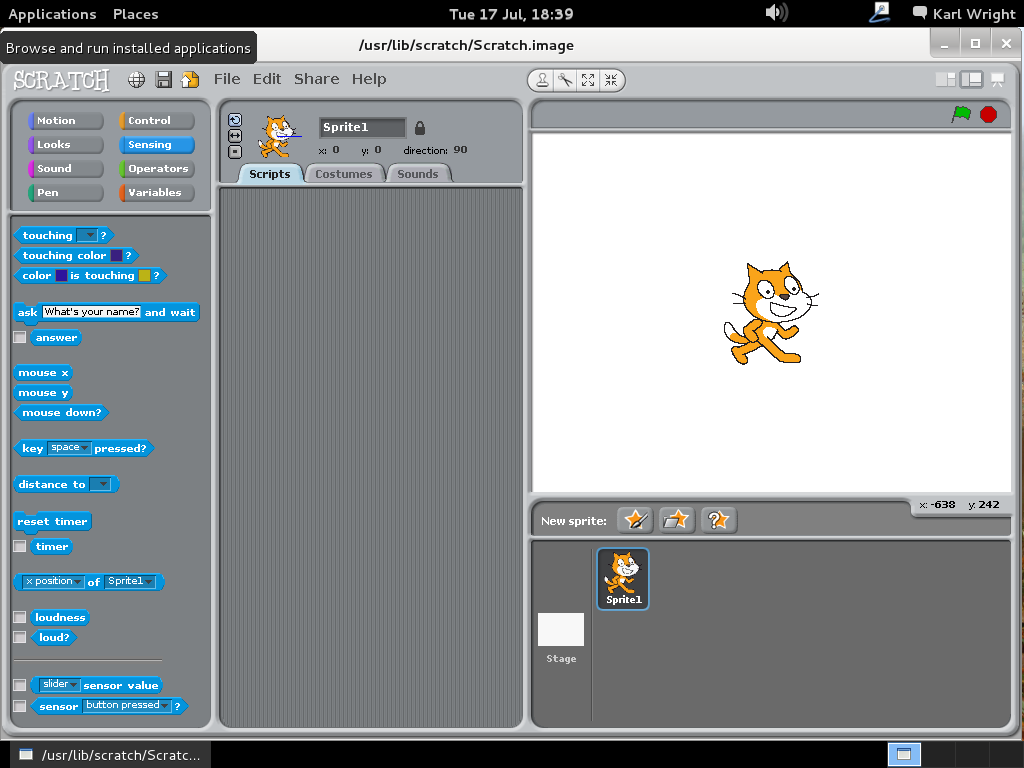 Applications Places Tue 17 Jul, 18:39 Karl Wright
Browse and run installed applications
/usr/lib/scratch/Scratch.image
SCRATCH File Edit Share Help
Motion Control
Looks Sensing
Sound Operators
Pen Variables
Sprite1
x: 0 y: 0 direction: 90
Scripts Costumes Sounds
touching ?
touching color ?
color is touching ?
ask What's your name? and wait
answer
mouse x
mouse y
mouse down?
key space pressed?
distance to
reset timer
timer
x position of Sprite1
loudness
loud?
slider sensor value
sensor button pressed ?
x: -638 y: 242
New sprite:
Sprite1
Stage
/usr/lib/scratch/Scratc...